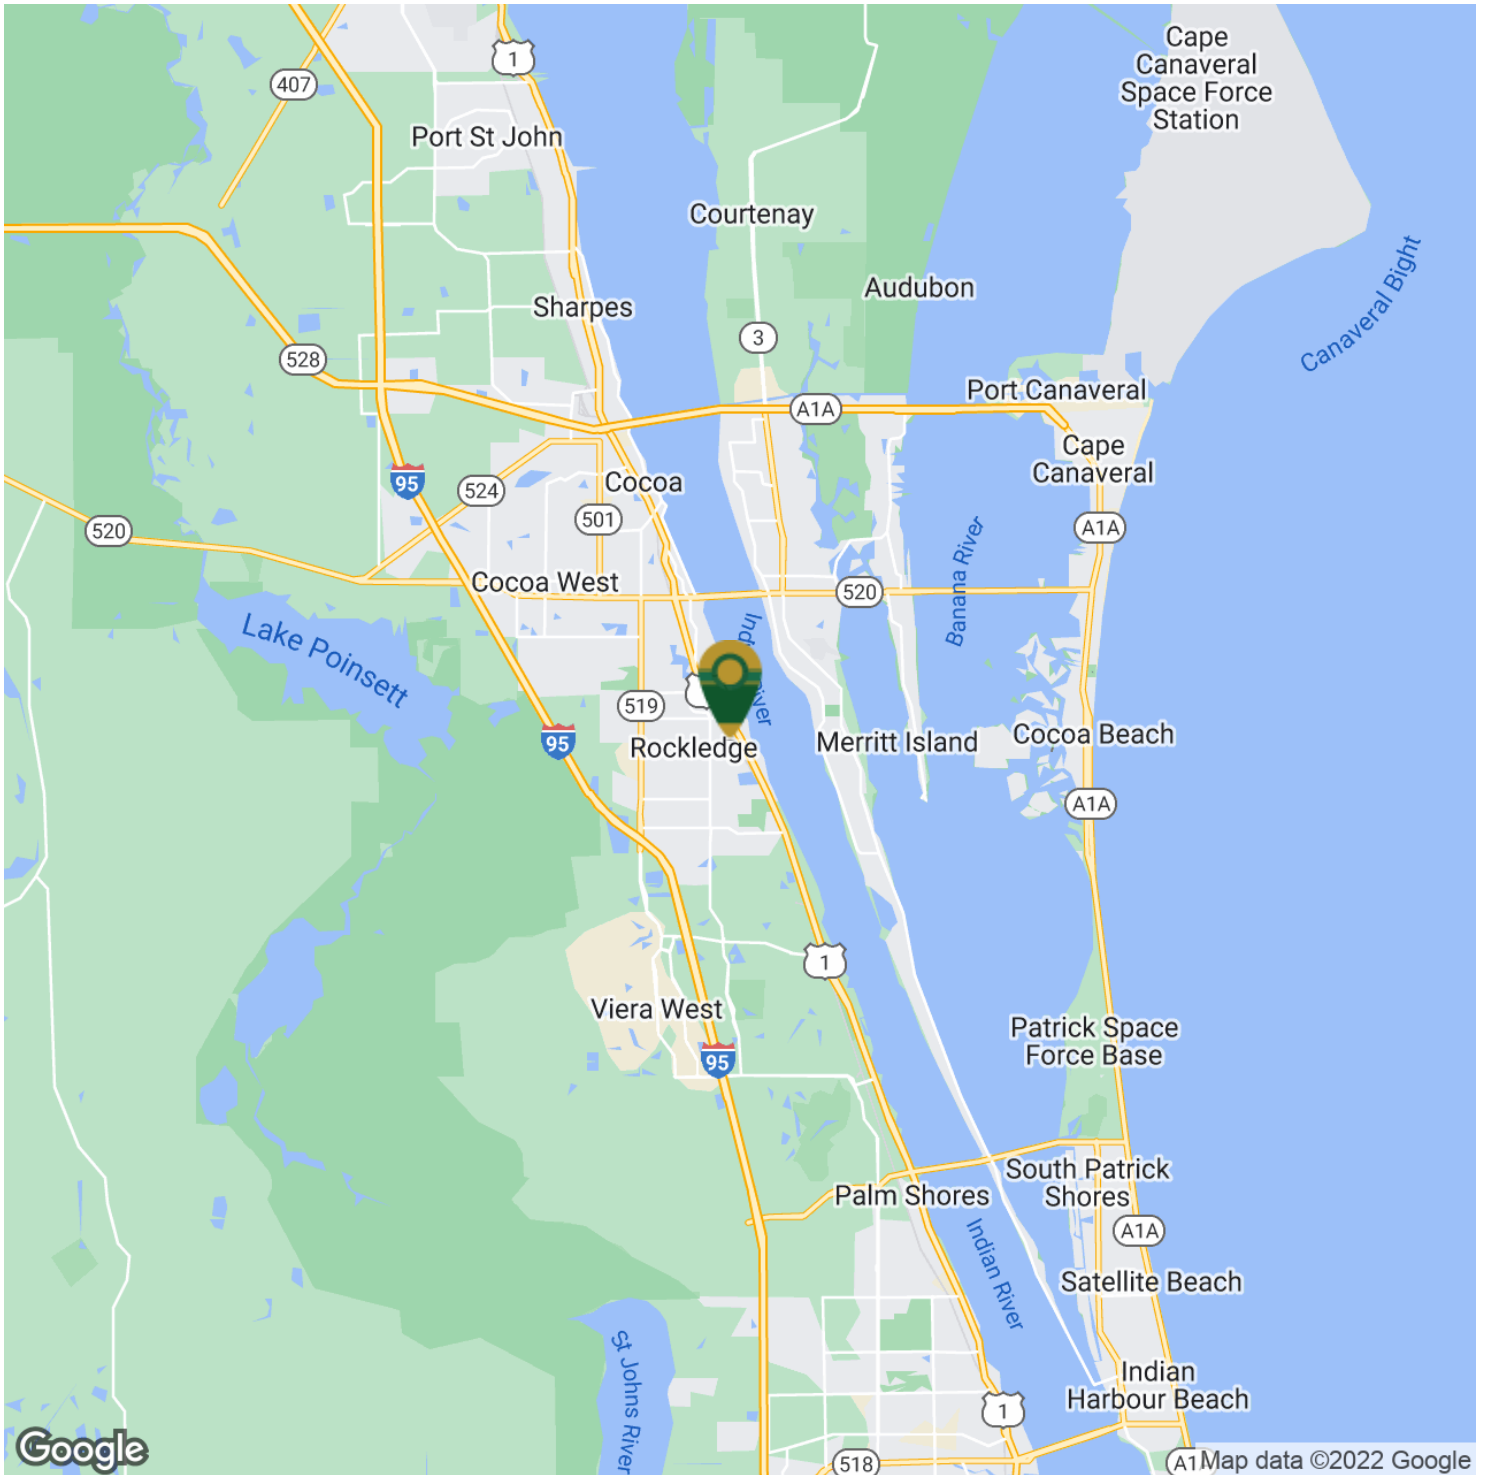 Cape
Canaveral
Space Force
Station
1
407
Port St John
Courtenay
Canaveral Bight
Audubon
Sharpes
3
528
Port Canaveral
A1A
Cape
Canaveral
95
524
Cocoa
501
520
A1A
Banana River
Cocoa West
520
Lake Poinsett
Indian River
519
95
Rockledge
Merritt Island
Cocoa Beach
A1A
1
Viera West
Patrick Space
Force Base
95
South Patrick
Shores
Palm Shores
A1A
Indian River
Satellite Beach
St Johns River
Indian
Harbour Beach
1
518
Google
Map data ©2022 Google